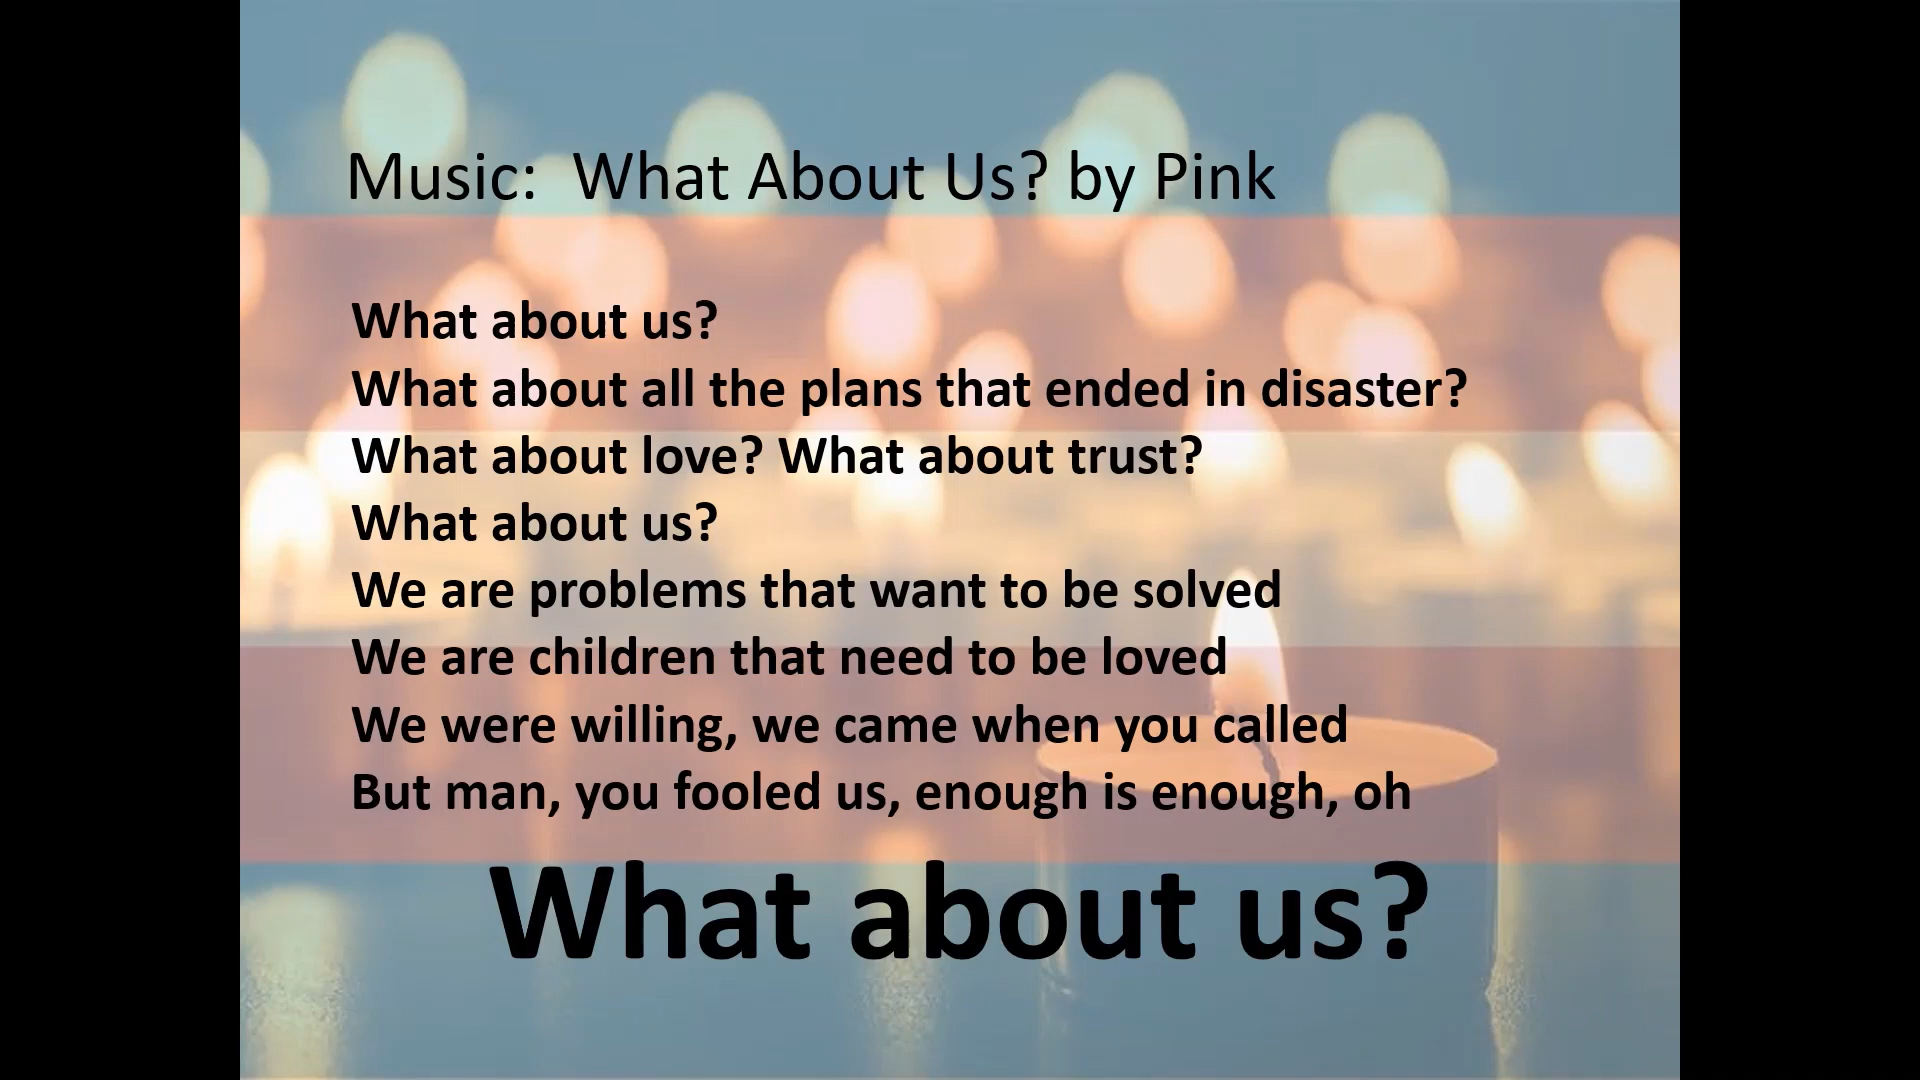 Music:  What About Us? by Pink
What about us?
What about all the plans that ended in disaster?
What about love? What about trust?
What about us?
We are problems that want to be solved
We are children that need to be loved
We were willing, we came when you called
But man, you fooled us, enough is enough, oh
What about us?